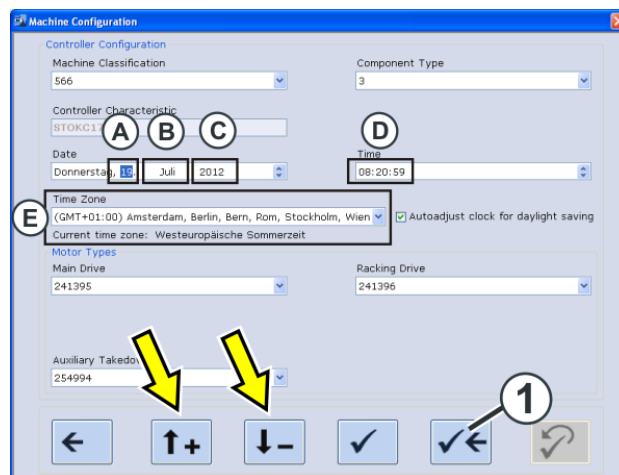 Machine Configuration
Controller Configuration
Machine Classification
Component Type
566
3
Controller Characteristic
A
B
C
D
Date
Time
Donnerstag, 19. Juli 2012
08:20:59
E
Time Zone
(GMT+01:00) Amsterdam, Berlin, Bern, Rom, Stockholm, Wien
Autoadjust clock for daylight saving
Current time zone: Westeuropäische Sommerzeit
Motor Types
Main Drive
Racking Drive
241395
241396
Auxiliary
254994
1
+
-